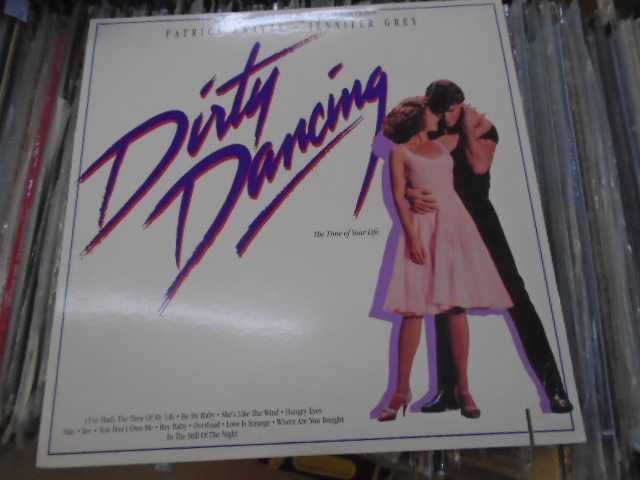 PATRICK SWAYZE • JENNIFER GREY
Dirty
Dancing
The Time of Your Life
(I've Had) The Time Of My Life • Be My Baby • She's Like The Wind • Hungry Eyes
Stay • Yes • You Don't Own Me • Hey Baby • Overload • Love Is Strange • Where Are You Tonight
In The Still Of The Night